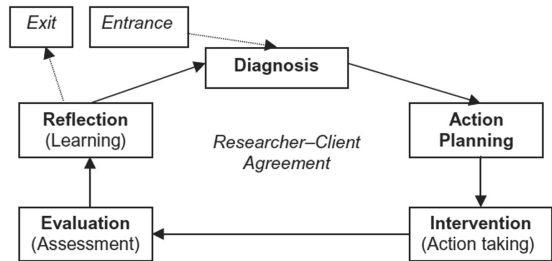 Exit
Entrance
Diagnosis
Reflection
(Learning)
Researcher–Client
Agreement
Action
Planning
Evaluation
(Assessment)
Intervention
(Action taking)